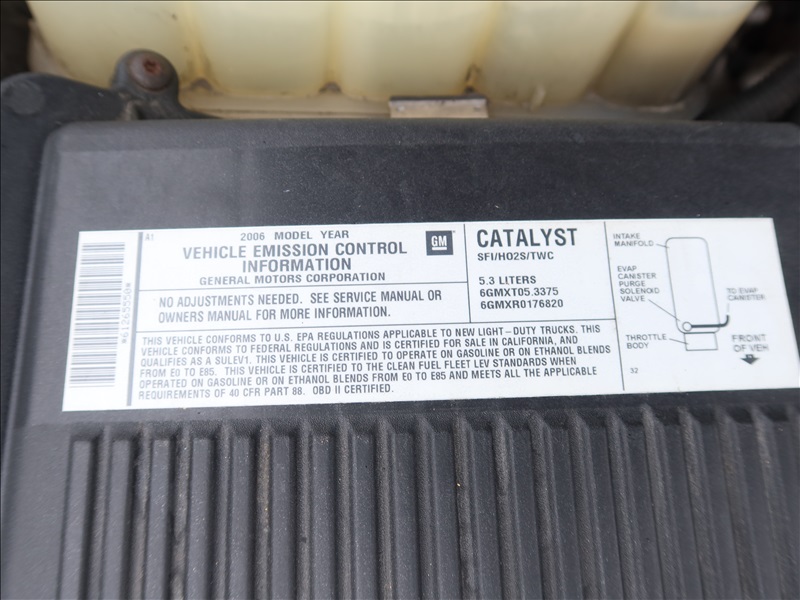 A1
2006 MODEL YEAR
VEHICLE EMISSION CONTROL
INFORMATION
GENERAL MOTORS CORPORATION
GM
NO ADJUSTMENTS NEEDED. SEE SERVICE MANUAL OR
OWNERS MANUAL FOR MORE INFORMATION.
CATALYST
SFI/HO2S/TWC
5.3 LITERS
6GMXT05.3375
6GMXR0176820
THIS VEHICLE CONFORMS TO U.S. EPA REGULATIONS APPLICABLE TO NEW LIGHT-DUTY TRUCKS. THIS
VEHICLE CONFORMS TO FEDERAL REGULATIONS AND IS CERTIFIED FOR SALE IN CALIFORNIA, AND
QUALIFIES AS A SULEV1. THIS VEHICLE IS CERTIFIED TO OPERATE ON GASOLINE OR ON ETHANOL BLENDS
FROM E0 TO E85. THIS VEHICLE IS CERTIFIED TO THE CLEAN FUEL FLEET LEV STANDARDS WHEN
OPERATED ON GASOLINE OR ON ETHANOL BLENDS FROM E0 TO E85 AND MEETS ALL THE APPLICABLE
REQUIREMENTS OF 40 CFR PART 88. OBD II CERTIFIED.
INTAKE
MANIFOLD
EVAP
CANISTER
PURGE
SOLENOID
VALVE
TO EVAP
CANISTER
THROTTLE
BODY
FRONT
OF VEH
32